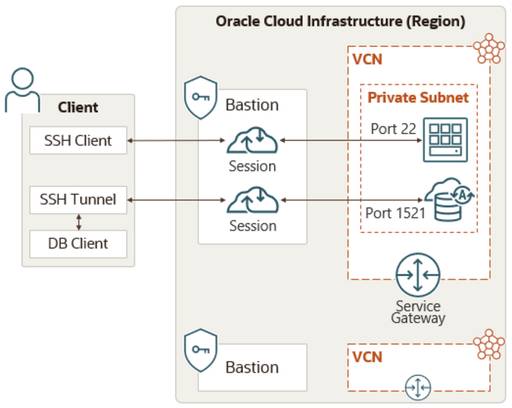 Oracle Cloud Infrastructure (Region)
VCN
Client
Bastion
Private Subnet
SSH Client
Session
Port 22
SSH Tunnel
Session
Port 1521
A
DB Client
Service
Gateway
Bastion
VCN